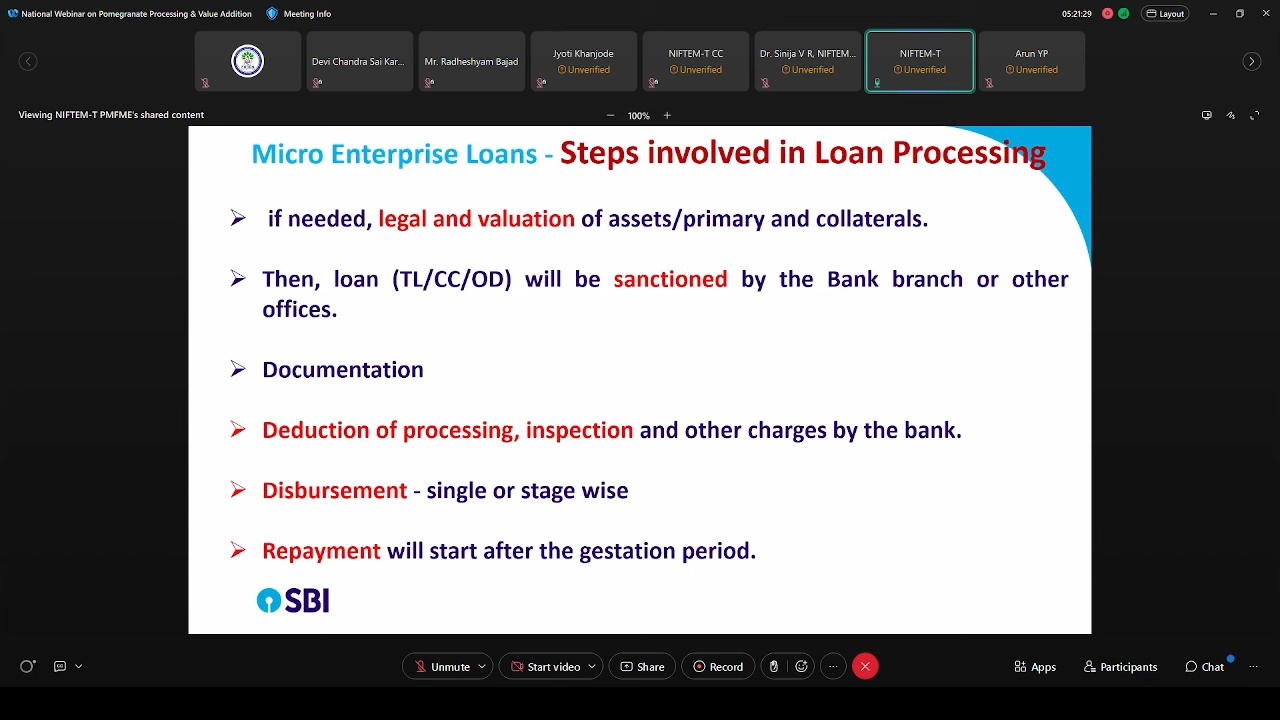 National Webinar on Pomegranate Processing & Value Addition
Meeting Info
05:21:29
Layout
Devi Chandra Sai Kar...
Mr. Radheshyam Bajad
Jyoti Khanjode
Unverified
NIFTEM-T CC
Unverified
Dr. Sinija V R, NIFTEM...
Unverified
NIFTEM-T
Unverified
Arun YP
Unverified
Viewing NIFTEM-T PMFME's shared content
100%
Micro Enterprise Loans - Steps involved in Loan Processing
if needed, legal and valuation of assets/primary and collaterals.
Then, loan (TL/CC/OD) will be sanctioned by the Bank branch or other
offices.
Documentation
Deduction of processing, inspection and other charges by the bank.
Disbursement - single or stage wise
Repayment will start after the gestation period.
SBI
Unmute
Start video
Share
Record
Apps
Participants
Chat